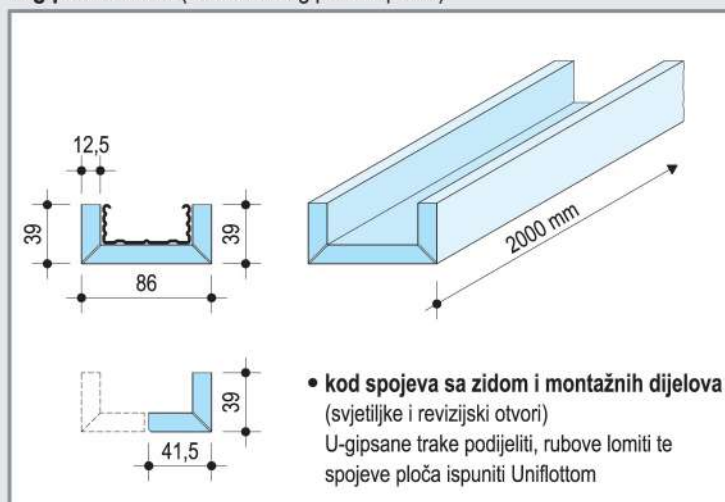 12,5
39
39
86
2000 mm
39
41,5
• kod spojeva sa zidom i montažnih dijelova
(svjetiljke i revizijski otvori)
U-gipsane trake podijeliti, rubove lomiti te
spojeve ploča ispuniti Uniflottom